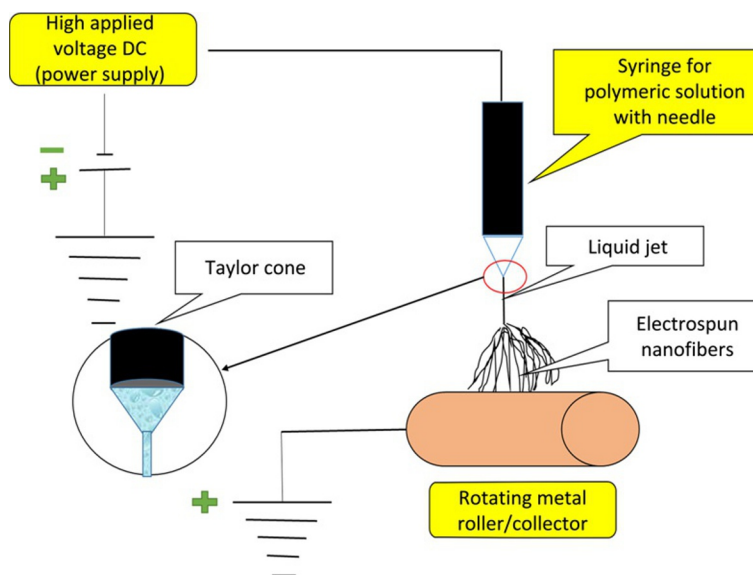 High applied
voltage DC
(power supply)
Syringe for
polymeric solution
with needle
Taylor cone
Liquid jet
Electrospun
nanofibers
Rotating metal
roller/collector